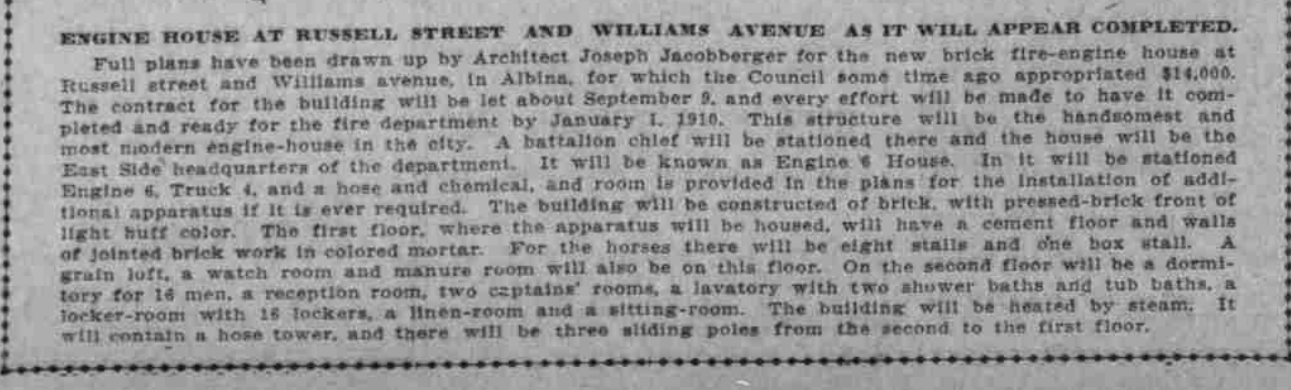 ENGINE HOUSE AT RUSSELL STREET AND WILLIAMS AVENUE AS IT WILL APPEAR COMPLETED.
Full plans have been drawn up by Architect Joseph Jacobberger for the new brick fire-engine house at
Russell street and Williams avenue, in Albina, for which the Council some time ago appropriated $14,000.
The contract for the building will be let about September 9, and every effort will be made to have it com-
pleted and ready for the fire department by January 1, 1910. This structure will be the handsomest and
most modern engine-house in the city. A battalion chief will be stationed there and the house will be the
East Side headquarters of the department. It will be known as Engine 6 House. In it will be stationed
Engine 6, Truck 4, and a hose and chemical, and room is provided in the plans for the installation of addi-
tional apparatus if it is ever required. The building will be constructed of brick, with pressed-brick front of
light buff color. The first floor, where the apparatus will be housed, will have a cement floor and walls
of jointed brick work in colored mortar. For the horses there will be eight stalls and one box stall. A
grain loft, a watch room and manure room will also be on this floor. On the second floor will be a dormi-
tory for 16 men, a reception room, two captains' rooms, a lavatory with two shower baths and tub baths, a
locker-room with 16 lockers, a linen-room and a sitting-room. The building will be heated by steam. It
will contain a hose tower, and there will be three sliding poles from the second to the first floor.